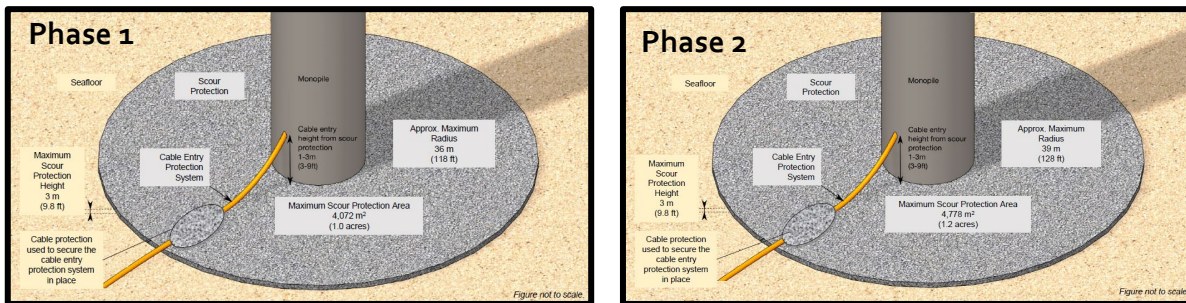 Phase 1
Seafloor
Scour
Protection
Monopile
Cable entry
height from scour
protection
1-3m
(3-9ft)
Approx. Maximum
Radius
36 m
(118 ft)
Maximum
Scour
Protection
Height
3 m
(9.8 ft)
Cable Entry
Protection
System
Maximum Scour Protection Area
4,072 m²
(1.0 acres)
Cable protection
used to secure the
cable entry
protection system
in place
Figure not to scale.
Phase 2
Seafloor
Scour
Protection
Monopile
Cable entry
height from scour
protection
1-3m
(3-9ft)
Approx. Maximum
Radius
39 m
(128 ft)
Maximum
Scour
Protection
Height
3 m
(9.8 ft)
Cable Entry
Protection
System
Maximum Scour Protection Area
4,778 m²
(1.2 acres)
Cable protection
used to secure the
cable entry
protection system
in place
Figure not to scale.